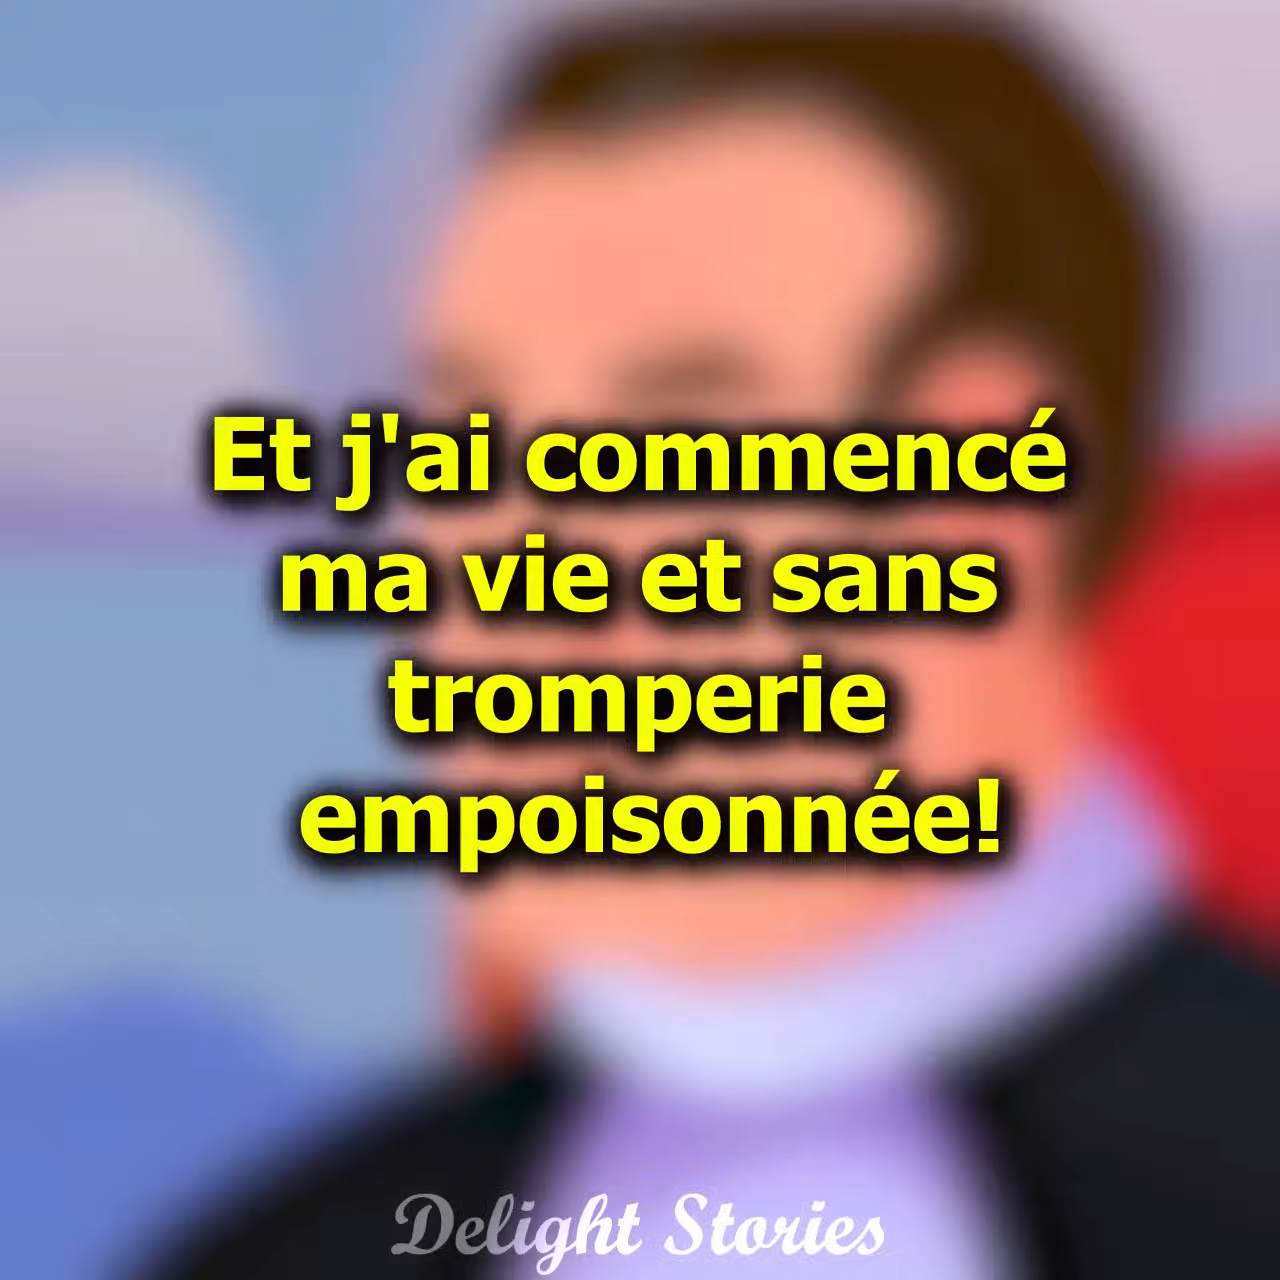 Et j'ai commencé
ma vie et sans
tromperie
empoisonnée!
Delight Stories